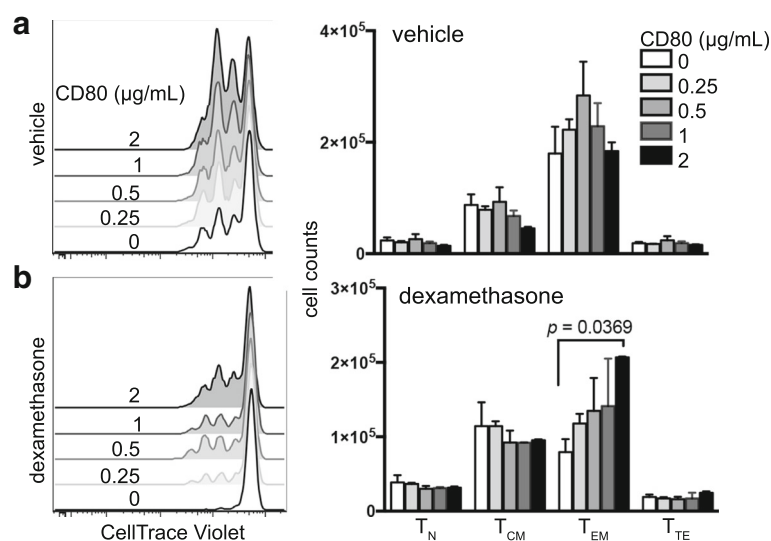 a
vehicle
CD80 (μg/mL)
2
1
0.5
0.25
0
4×10⁵
2×10⁵
0
vehicle
CD80 (μg/mL)
0
0.25
0.5
1
2
cell counts
b
dexamethasone
2
1
0.5
0.25
0
CellTrace Violet
3×10⁵
2×10⁵
1×10⁵
0
dexamethasone
p = 0.0369
T_N T_CM T_EM T_TE